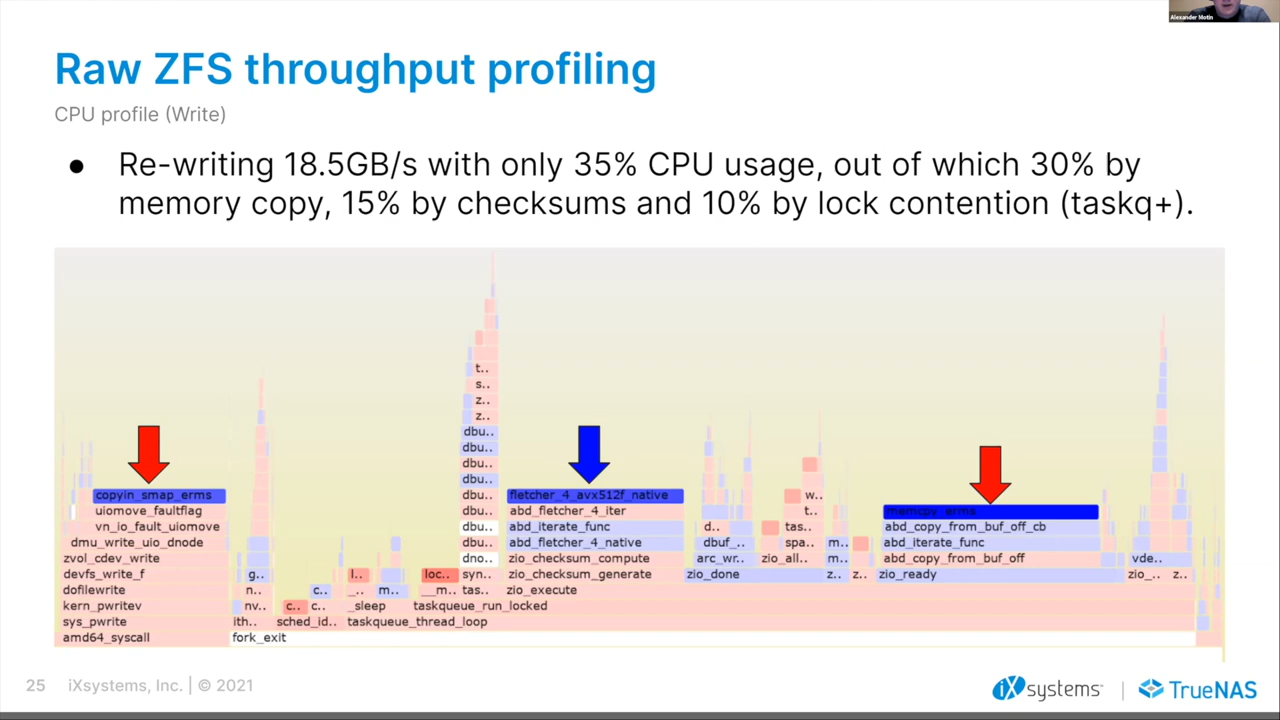 Alexander Motin
Raw ZFS throughput profiling
CPU profile (Write)
● Re-writing 18.5GB/s with only 35% CPU usage, out of which 30% by
memory copy, 15% by checksums and 10% by lock contention (taskq+).
t..
s..
z..
z..
dbu..
dbu..
dbu..
dbu..
copyin_smap_erms dbu.. fletcher_4_avx512f_native w..
uiomove_faultflag dbu.. abd_fletcher_4_iter t.. memcpy_erms
vn_io_fault_uiomove dbu.. abd_iterate_func d.. tas.. abd_copy_from_buf_off_cb
dmu_write_uio_dnode dbu.. abd_fletcher_4_native dbuf_.. spa.. m.. abd_iterate_func
zvol_cdev_write dno.. zio_checksum_compute arc_wr.. zio_all.. m.. abd_copy_from_buf_off vde..
devfs_write_f g.. l.. loc.. syn.. zio_checksum_generate zio_done z.. z.. zio_ready zio_.. z..
dofilewrite n.. c.. _.. m.. __m.. tas.. zio_execute
kern_pwritev nv.. c.. c.. _sleep taskqueue_run_locked
sys_pwrite ith.. sched_id.. taskqueue_thread_loop
amd64_syscall fork_exit
25 iXsystems, Inc. | © 2021
iXsystems | TrueNAS